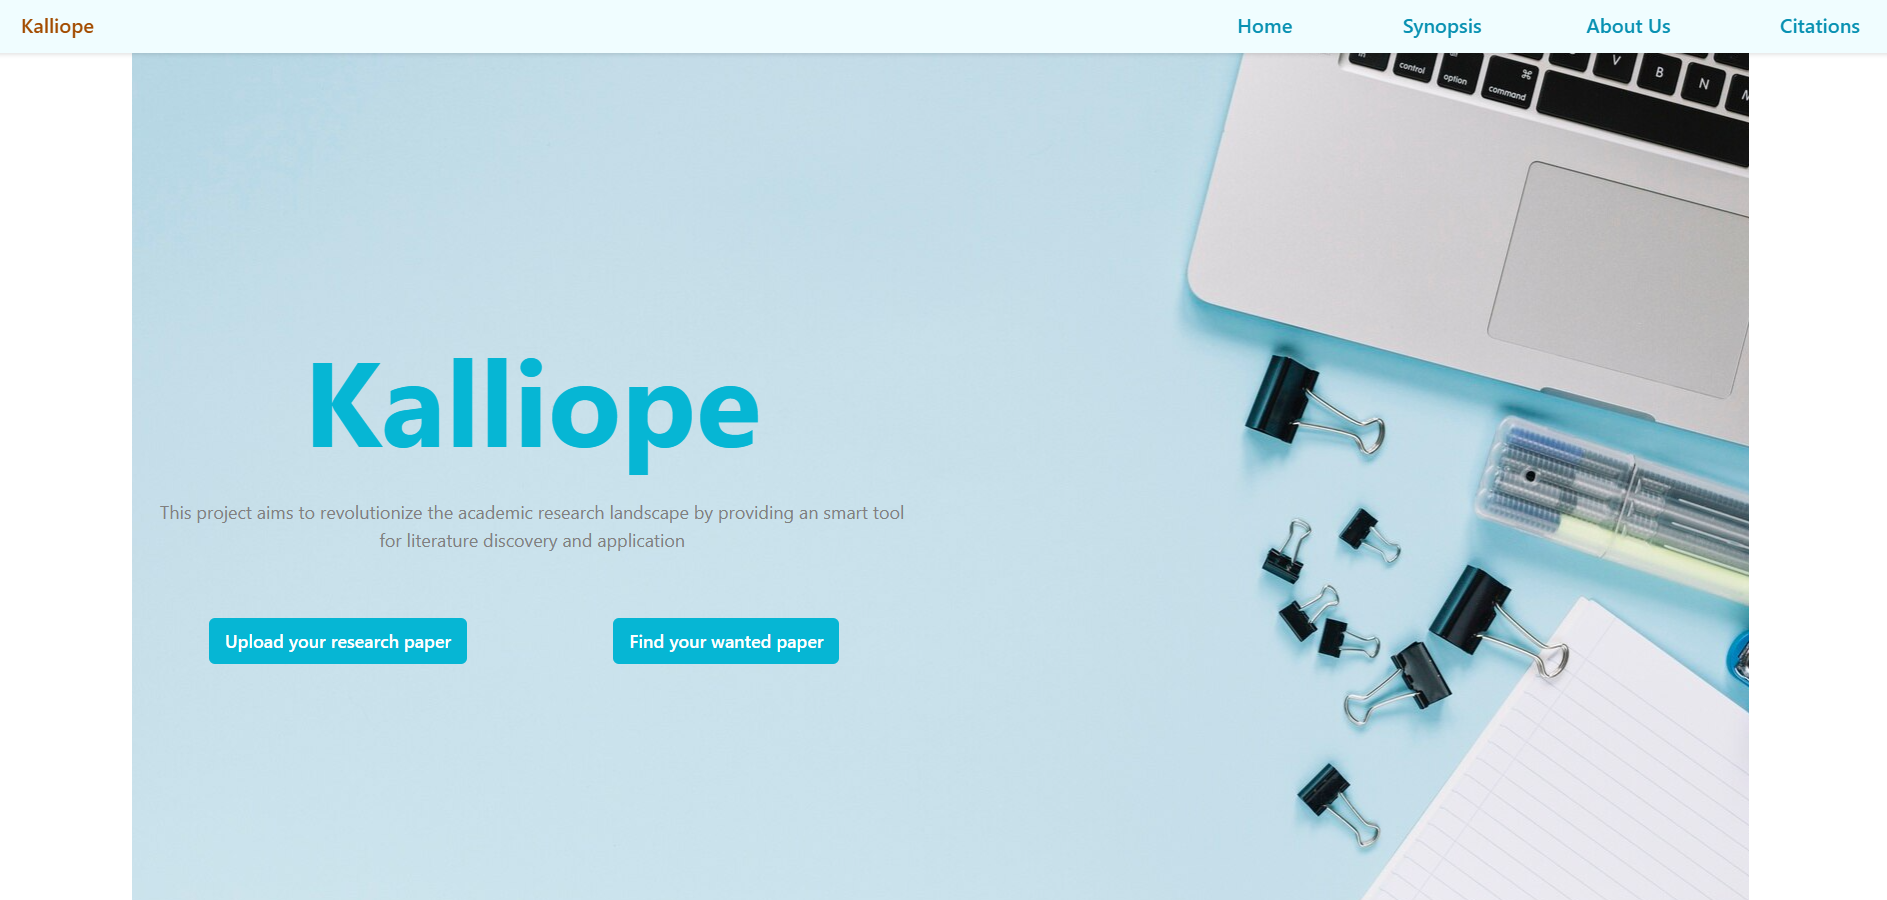 Kalliope Home Synopsis About Us Citations
control option command V B N
Kalliope
This project aims to revolutionize the academic research landscape by providing an smart tool
for literature discovery and application
Upload your research paper Find your wanted paper